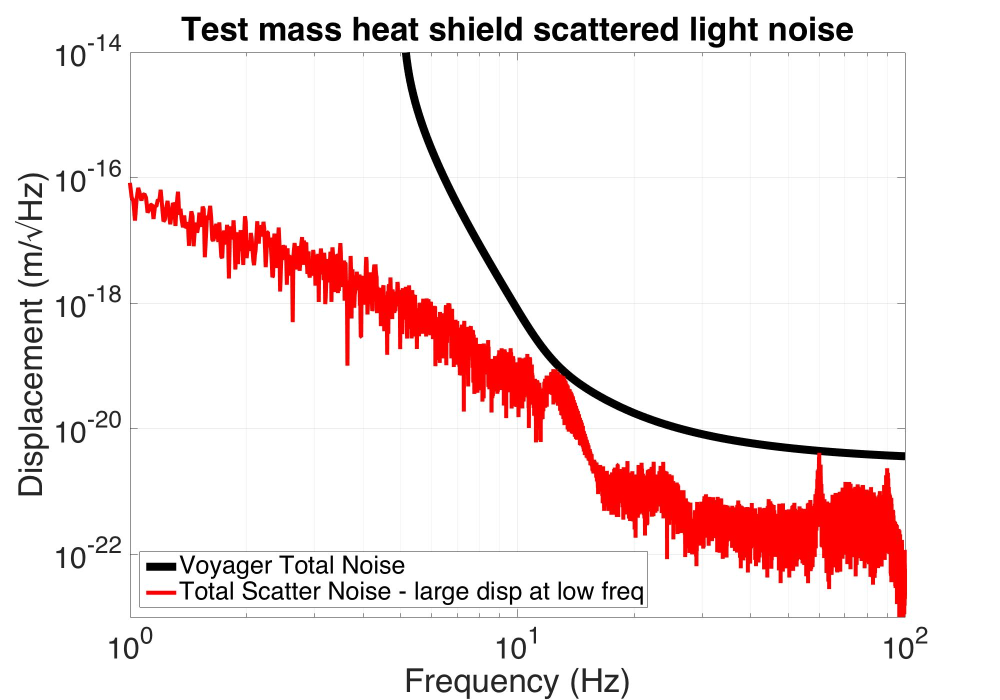 Test mass heat shield scattered light noise
10^-14
10^-16
10^-18
10^-20
10^-22
Displacement (m/√Hz)
Voyager Total Noise
Total Scatter Noise - large disp at low freq
10^0 10^1 10^2
Frequency (Hz)